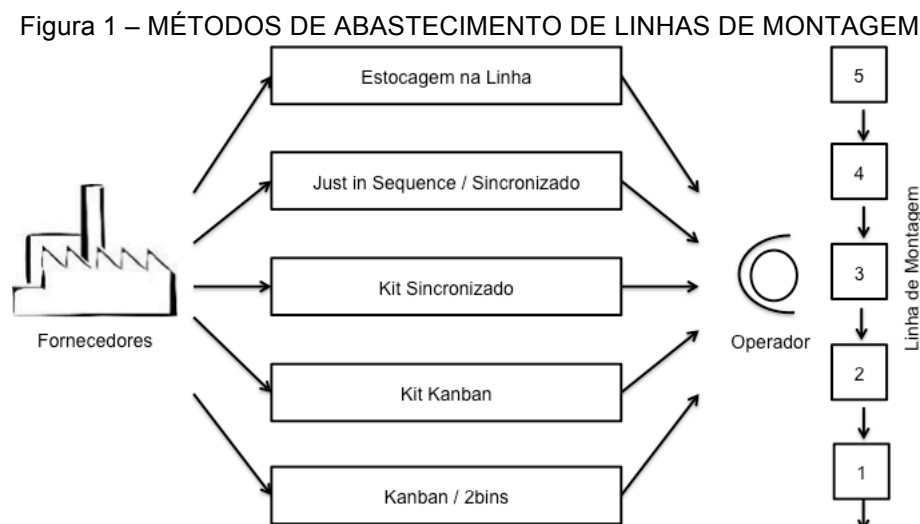 Figura 1 – MÉTODOS DE ABASTECIMENTO DE LINHAS DE MONTAGEM
Estocagem na Linha
Just in Sequence / Sincronizado
Kit Sincronizado
Kit Kanban
Kanban / 2bins
Fornecedores
Operador
5
4
3
2
1
Linha de Montagem